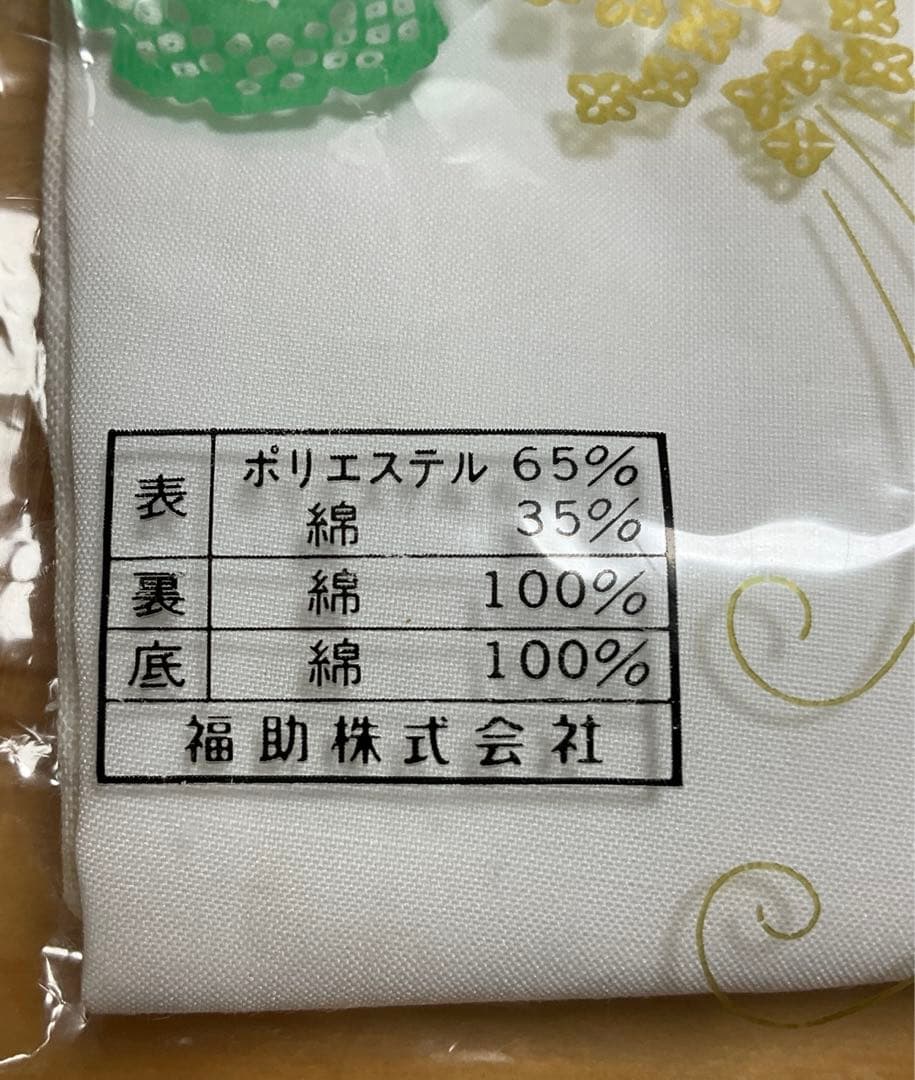 表 ポリエステル 65%
綿 35%
裏 綿 100%
底 綿 100%
福助株式会社